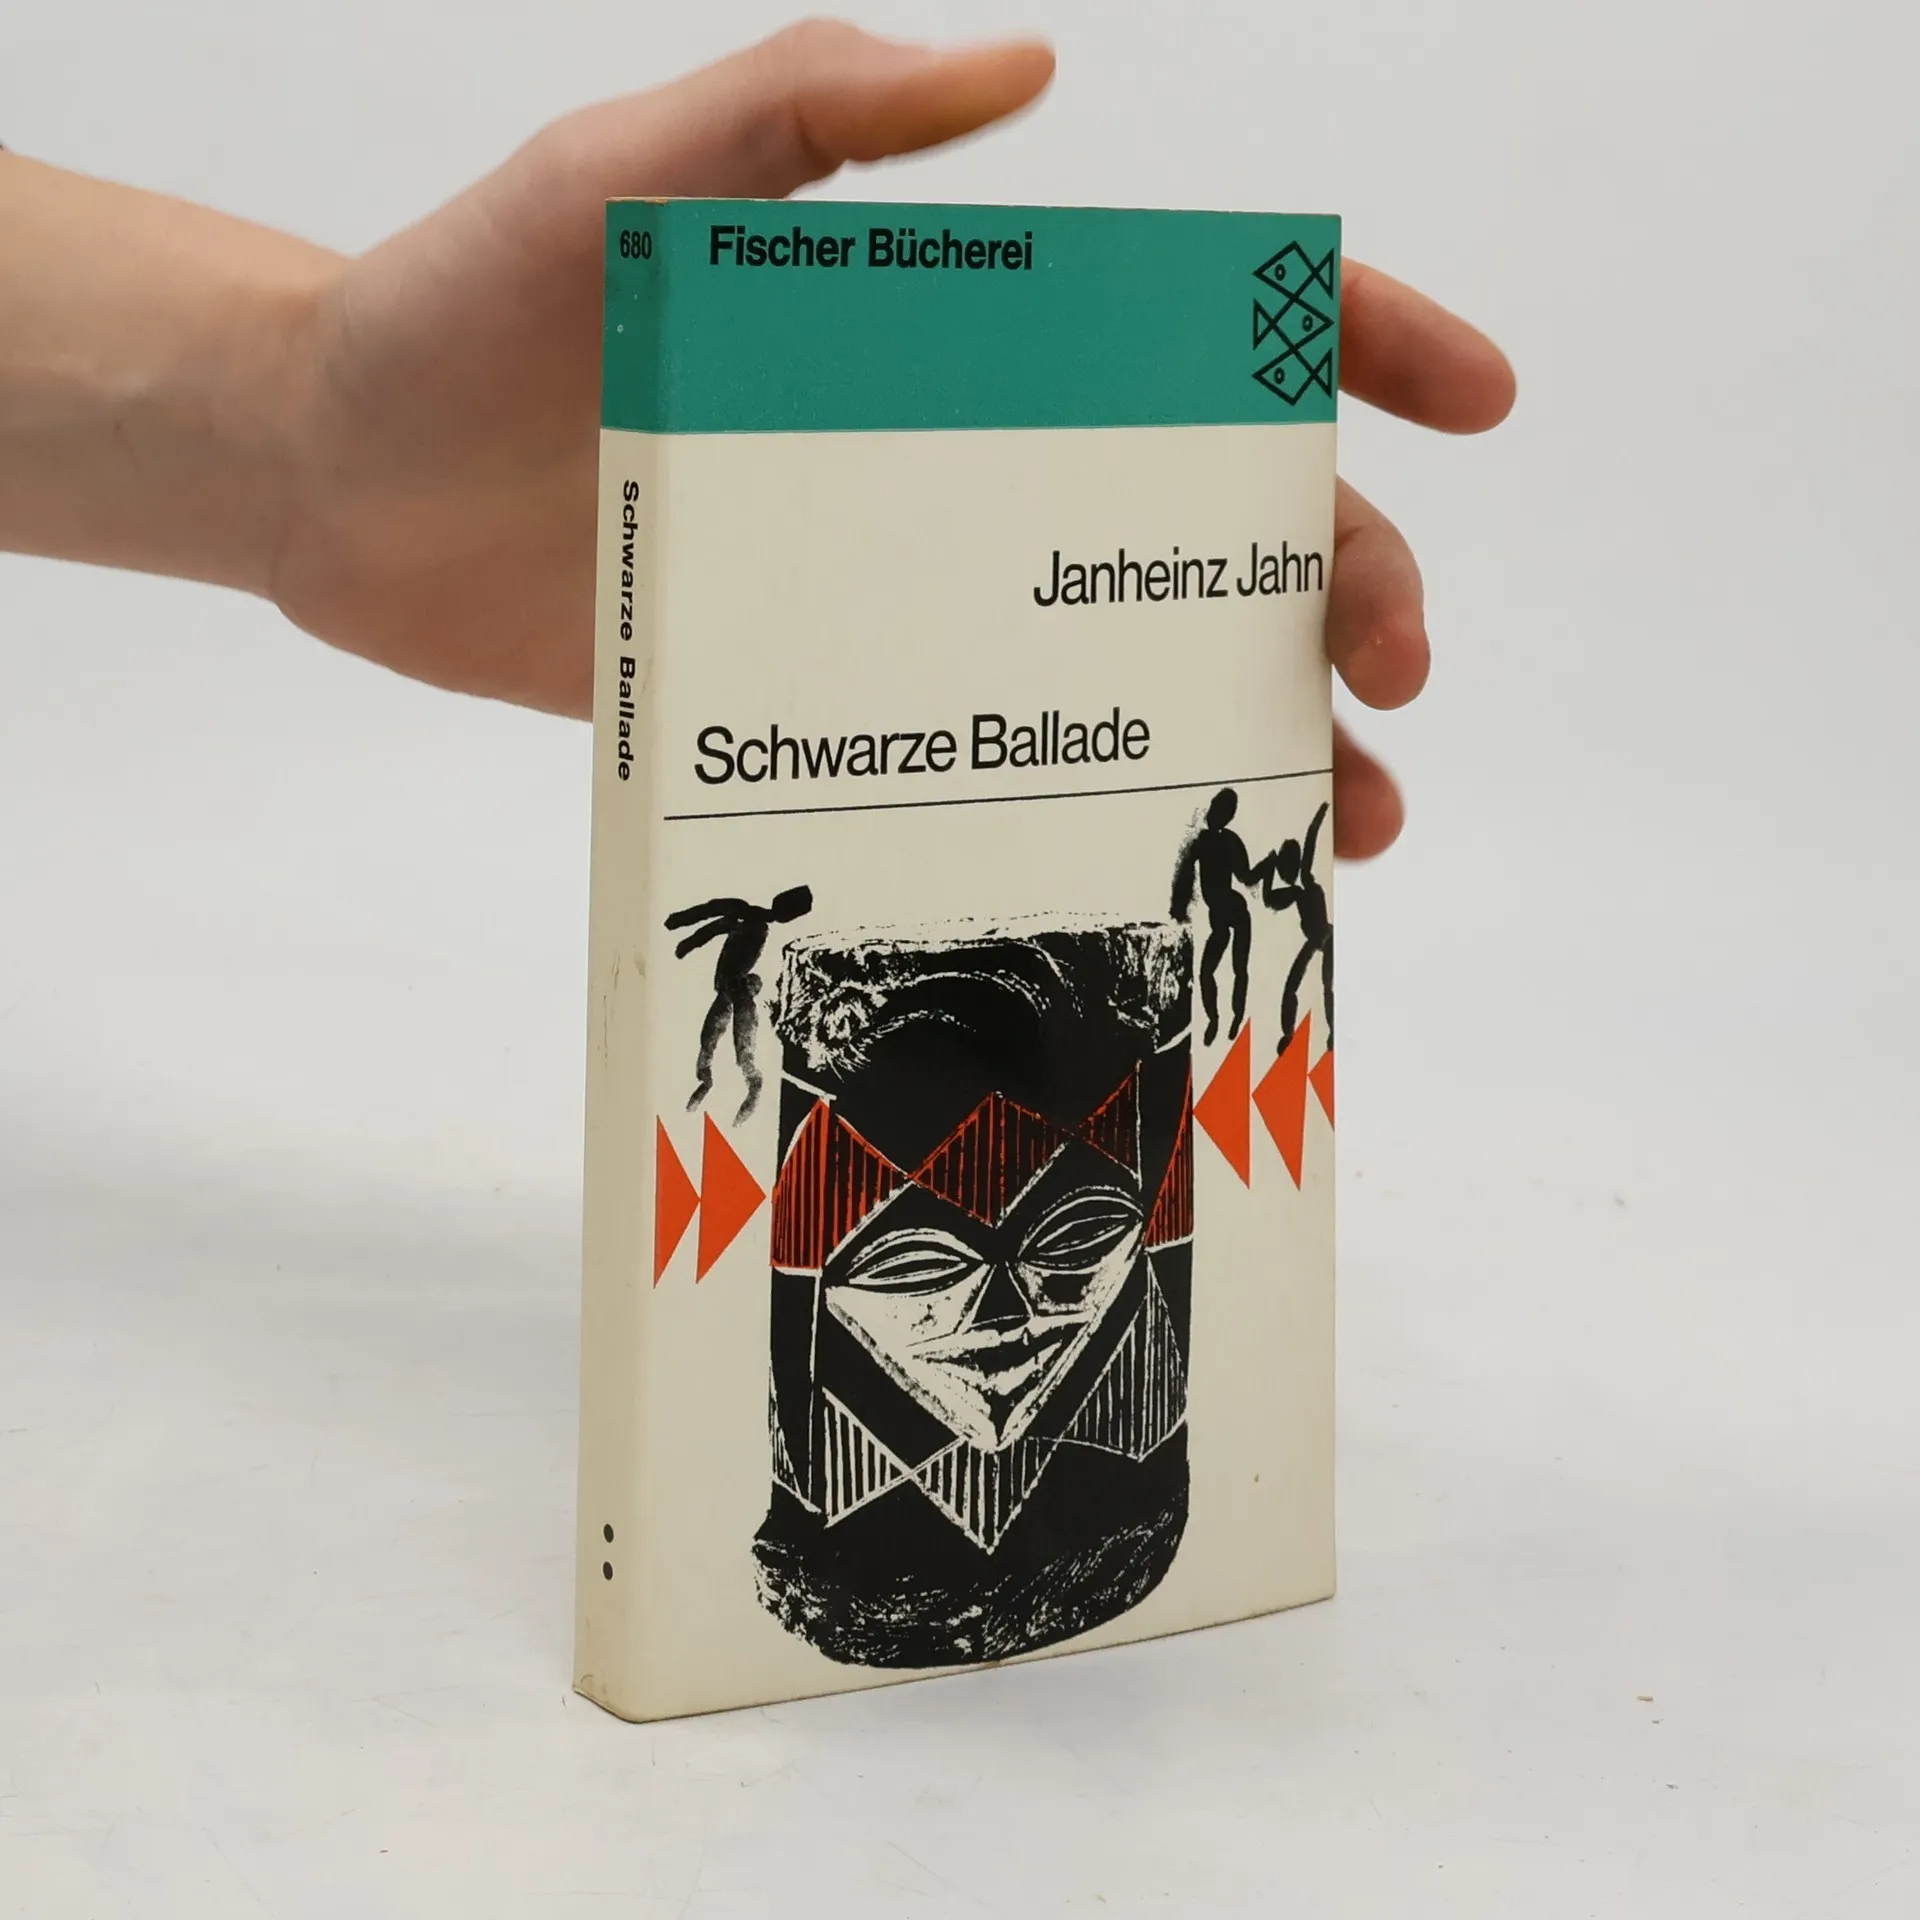 680
Fischer Bücherei
Janheinz Jahn
Schwarze Ballade
Schwarze Ballade